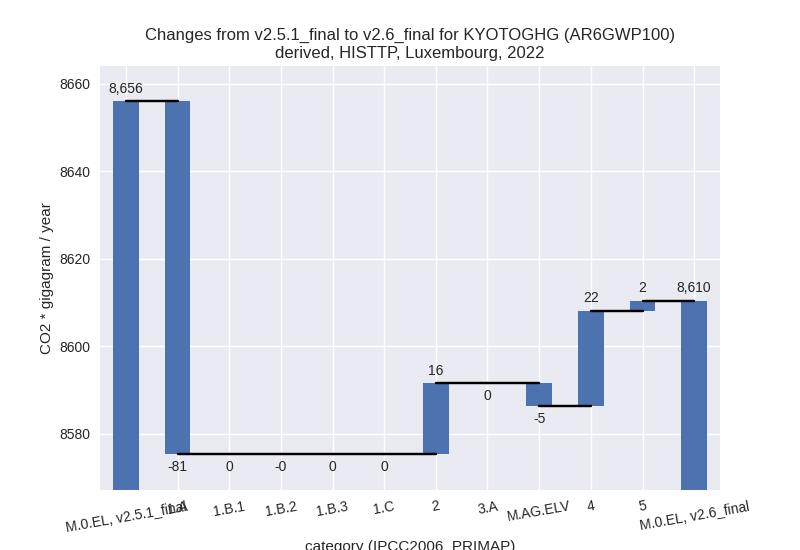 Changes from v2.5.1_final to v2.6_final for KYOTOGHG (AR6GWP100)
derived, HISTTP, Luxembourg, 2022
8660
8640
8620
8600
8580
CO2 * gigagram / year
8,656
-81
0
-0
0
0
16
0
-5
22
2
8,610
M.0.EL, v2.5.1_final
1.A
1.B.1
1.B.2
1.B.3
1.C
2
3.A
M.AG.ELV
4
5
M.0.EL, v2.6_final
category (IPCC2006_PRIMAP)